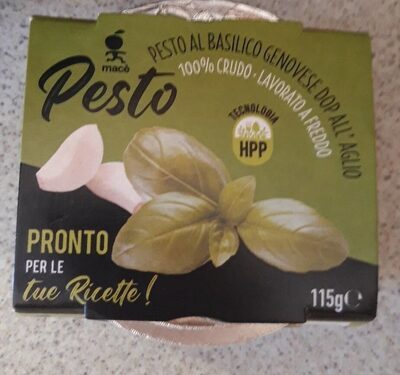 macè
Pesto
PESTO AL BASILICO GENOVESE DOP ALL' AGLIO
100% CRUDO · LAVORATO A FREDDO
TECNOLOGIA
HPP
PRONTO
PER LE
tue Ricette!
115g℮